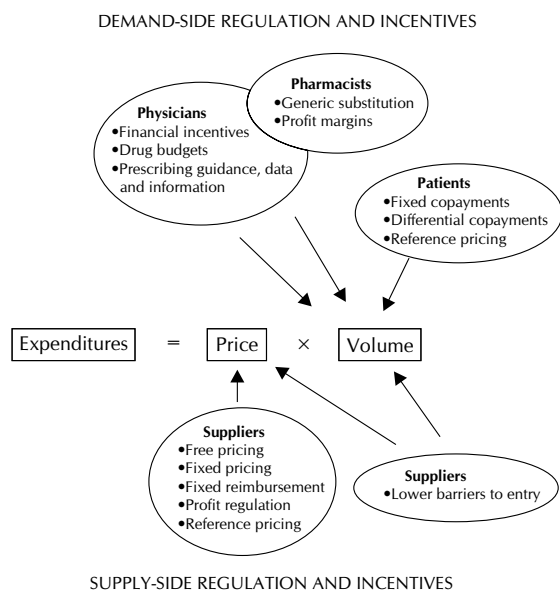 DEMAND-SIDE REGULATION AND INCENTIVES
Pharmacists
•Generic substitution
•Profit margins
Physicians
•Financial incentives
•Drug budgets
•Prescribing guidance, data
and information
Patients
•Fixed copayments
•Differential copayments
•Reference pricing
Expenditures = Price × Volume
Suppliers
•Free pricing
•Fixed pricing
•Fixed reimbursement
•Profit regulation
•Reference pricing
Suppliers
•Lower barriers to entry
SUPPLY-SIDE REGULATION AND INCENTIVES